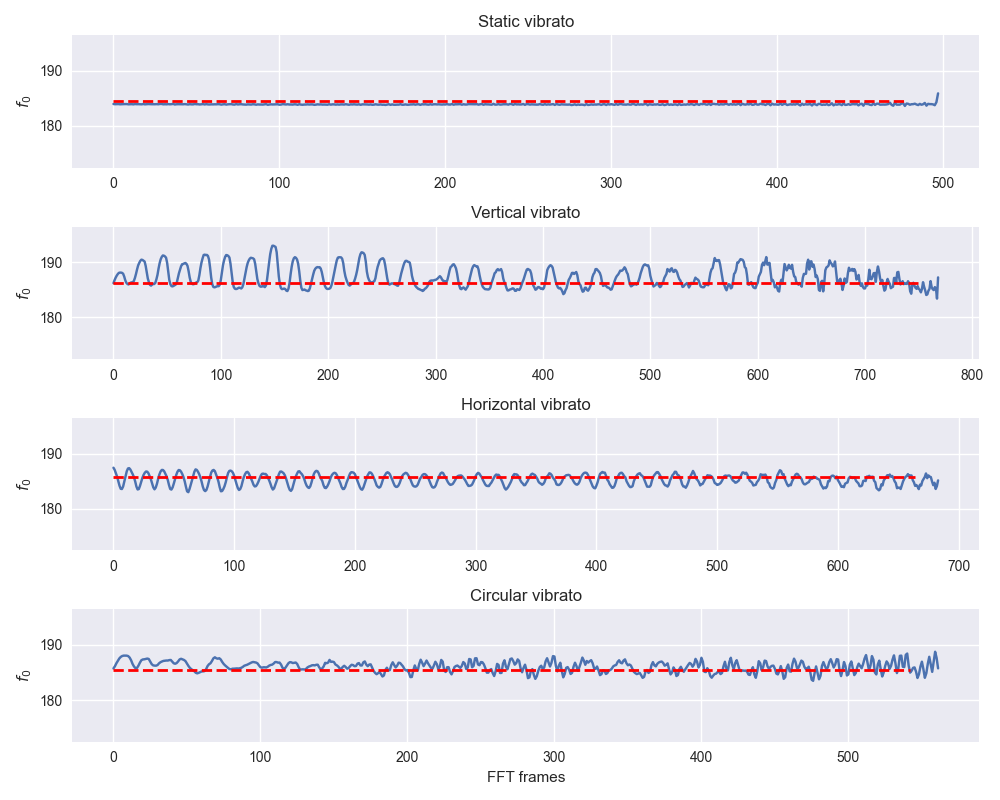 Static vibrato
190
f0
180
0 100 200 300 400 500
Vertical vibrato
190
f0
180
0 100 200 300 400 500 600 700 800
Horizontal vibrato
190
f0
180
0 100 200 300 400 500 600 700
Circular vibrato
190
f0
180
0 100 200 300 400 500
FFT frames